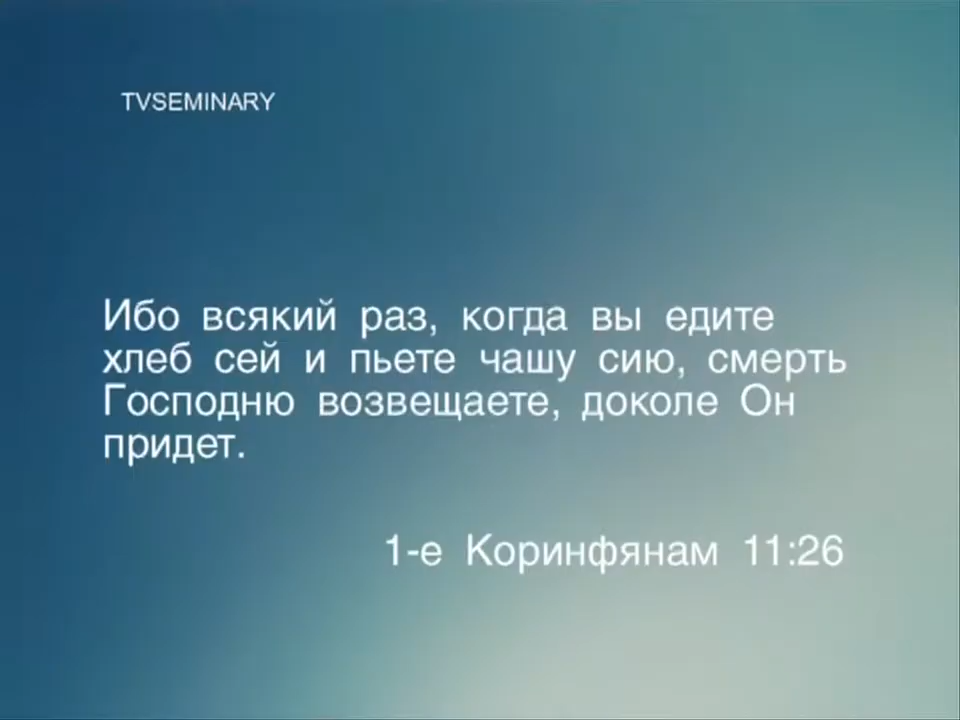 TVSEMINARY
Ибо всякий раз, когда вы едите
хлеб сей и пьете чашу сию, смерть
Господню возвещаете, доколе Он
придет.
1-е Коринфянам 11:26